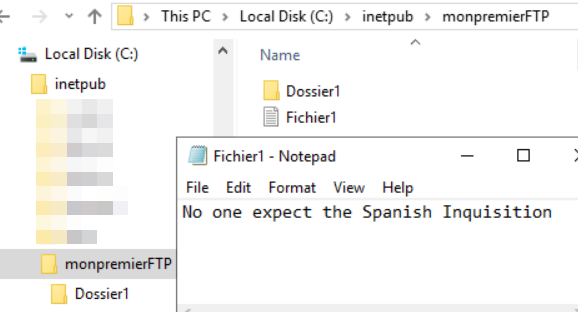 This PC > Local Disk (C:) > inetpub > monpremierFTP
Local Disk (C:)
Name
inetpub
Dossier1
Fichier1
Fichier1 - Notepad
File Edit Format View Help
No one expect the Spanish Inquisition
monpremierFTP
Dossier1